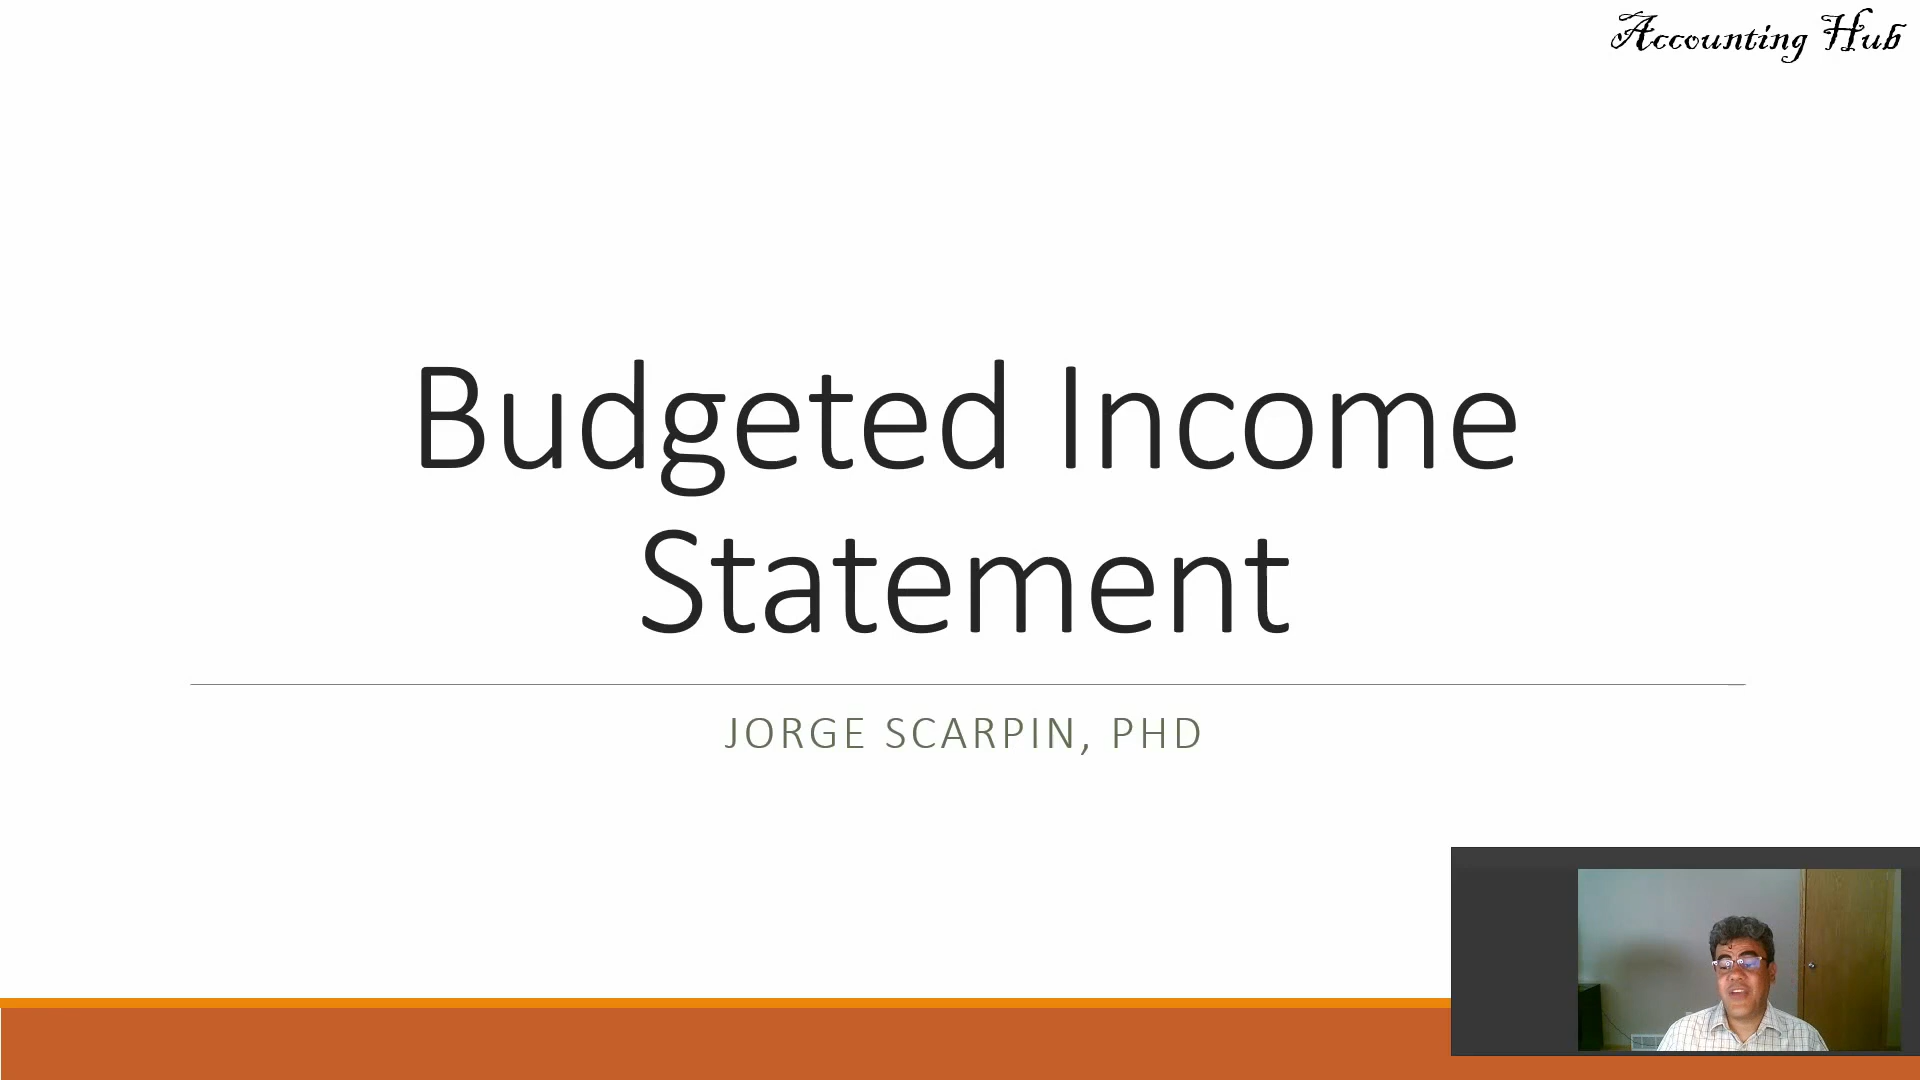 Accounting Hub
Budgeted Income
Statement
JORGE SCARPIN, PHD